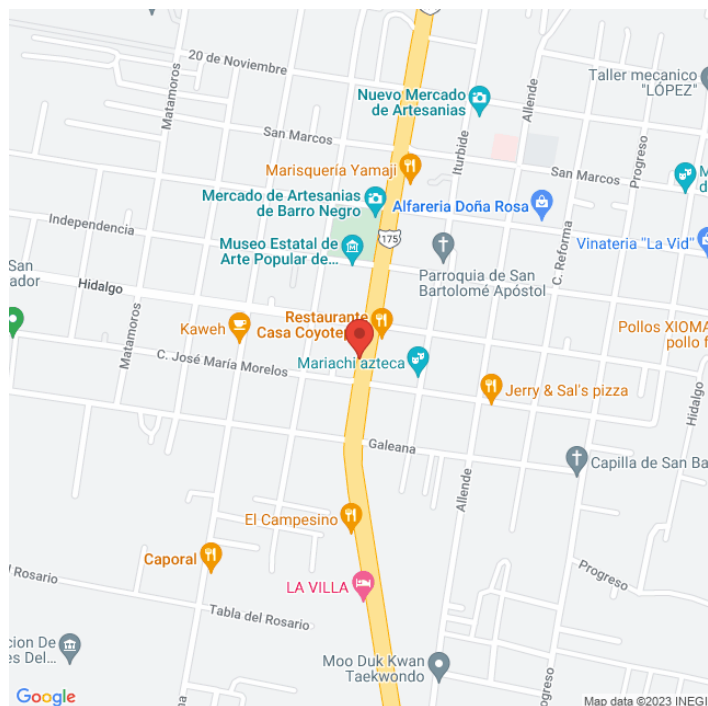 20 de Noviembre
Matamoros
Nuevo Mercado
de Artesanias
Allende
Taller mecanico
"LÓPEZ"
San Marcos
Iturbide
Marisquería Yamaji
San Marcos
Progreso
M
d
Mercado de Artesanias
de Barro Negro
Alfareria Doña Rosa
Independencia
175
Museo Estatal de
Arte Popular de...
Vinateria "La Vid"
C. Reforma
Parroquia de San
Bartolomé Apóstol
San
ador
Hidalgo
Kaweh
Restaurante
Casa Coyotep
Pollos XIOMA
pollo f
Matamoros
C. José María Morelos
Mariachi azteca
Jerry & Sal's pizza
Hidalgo
Galeana
Capilla de San Ba
Allende
El Campesino
Caporal
el Rosario
LA VILLA
Progreso
Tabla del Rosario
cion De
es Del...
Moo Duk Kwan
Taekwondo
Progreso
Google
Map data ©2023 INEGI